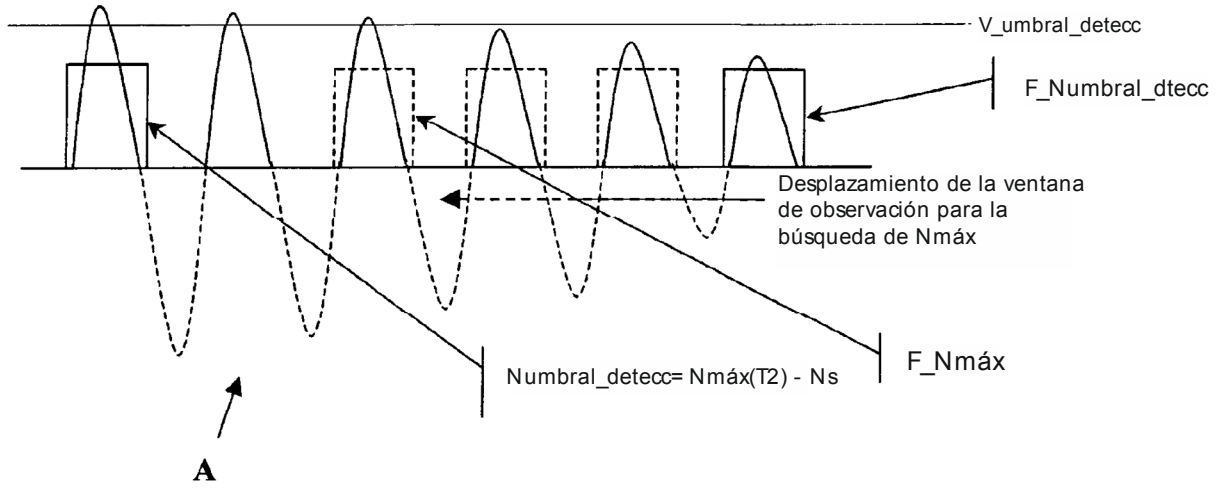 V_umbral_detecc
F_Numbral_dtecc
Desplazamiento de la ventana
de observación para la
búsqueda de Nmáx
F_Nmáx
Numbral_detecc= Nmáx(T2) - Ns
A